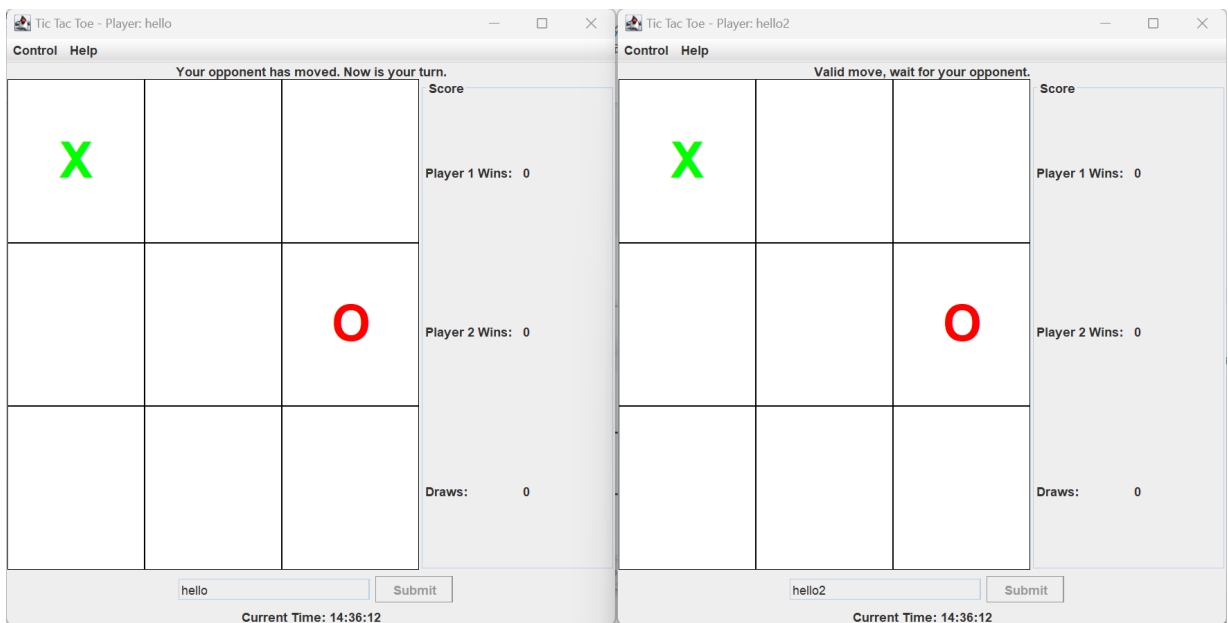 Tic Tac Toe - Player: hello
Control Help
Your opponent has moved. Now is your turn.
Score
X
Player 1 Wins: 0
O
Player 2 Wins: 0
Draws: 0
hello Submit
Current Time: 14:36:12
Tic Tac Toe - Player: hello2
Control Help
Valid move, wait for your opponent.
Score
X
Player 1 Wins: 0
O
Player 2 Wins: 0
Draws: 0
hello2 Submit
Current Time: 14:36:12